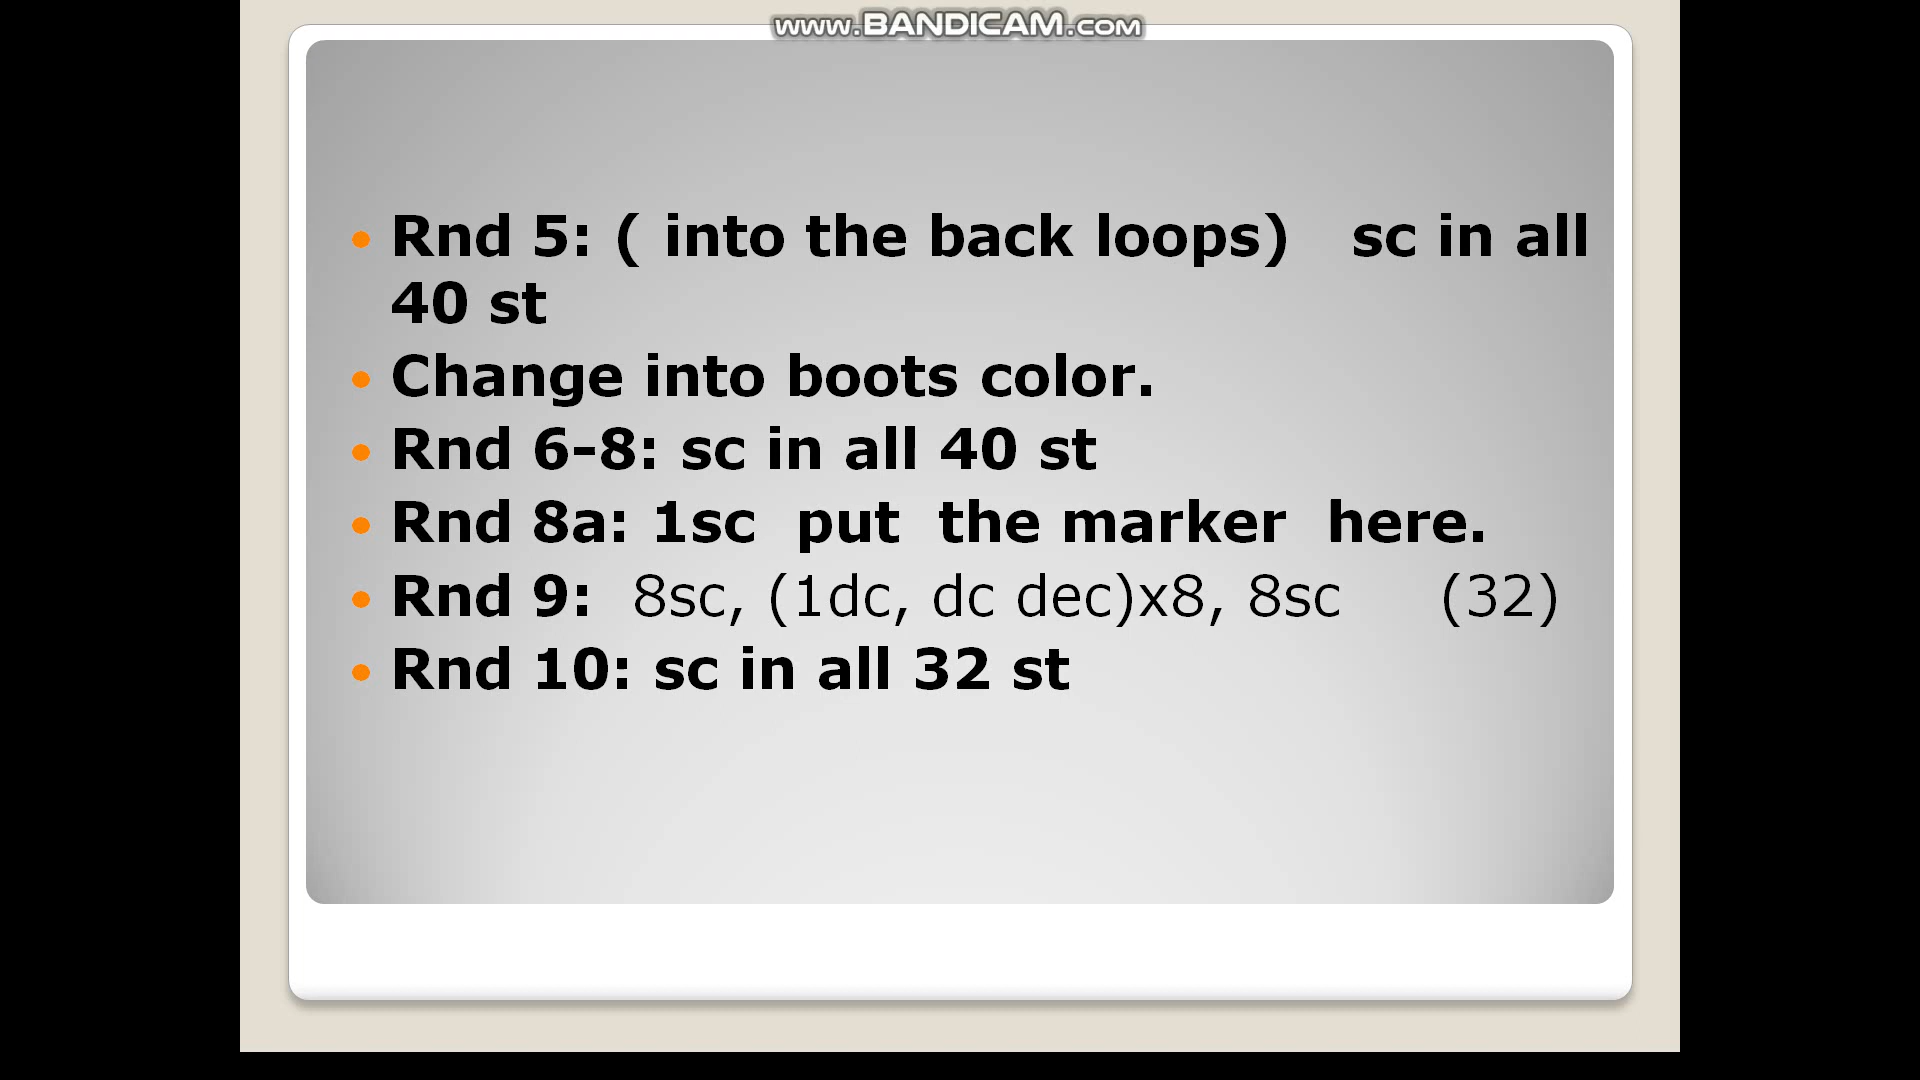 www.BANDICAM.com
Rnd 5: ( into the back loops) sc in all
40 st
Change into boots color.
Rnd 6-8: sc in all 40 st
Rnd 8a: 1sc put the marker here.
Rnd 9: 8sc, (1dc, dc dec)x8, 8sc (32)
Rnd 10: sc in all 32 st